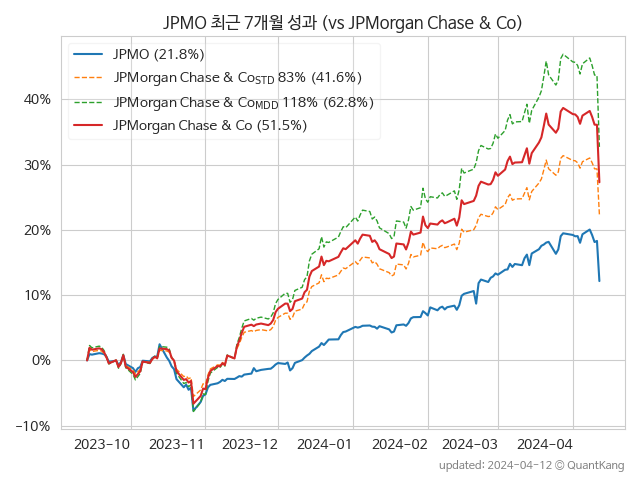 JPMO 최근 7개월 성과 (vs JPMorgan Chase & Co)
JPMO (21.8%)
JPMorgan Chase & CoSTD 83% (41.6%)
JPMorgan Chase & CoMDD 118% (62.8%)
JPMorgan Chase & Co (51.5%)
40%
30%
20%
10%
0%
−10%
2023-10 2023-11 2023-12 2024-01 2024-02 2024-03 2024-04
updated: 2024-04-12 © QuantKang